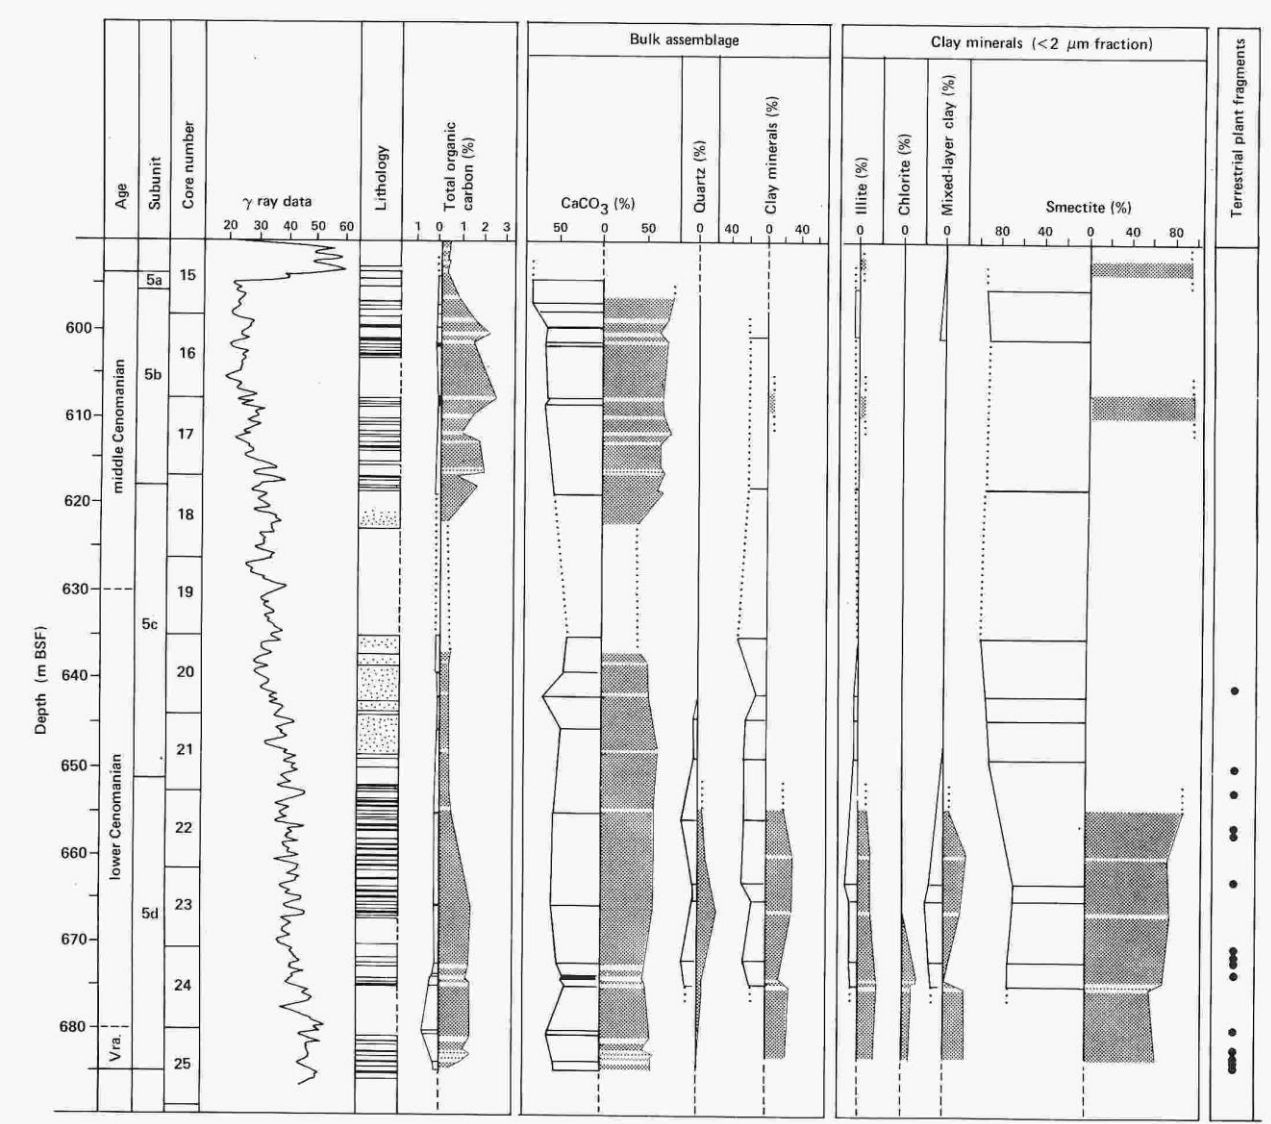 Bulk assemblage
Clay minerals (<2 μm fraction)
Age
Subunit
Core number
γ ray data
Lithology
Total organic
carbon (%)
CaCO3 (%)
Quartz (%)
Clay minerals (%)
Illite (%)
Chlorite (%)
Mixed-layer clay (%)
Smectite (%)
Terrestrial plant fragments
20 30 40 50 60
1 0 1 2 3
50 0 50
0
40 0 40
0
0
0
80 40 0 40 80
Depth (m BSF)
600
610
620
630
640
650
660
670
680
middle Cenomanian
lower Cenomanian
Vra.
5a
5b
5c
5d
15
16
17
18
19
20
21
22
23
24
25